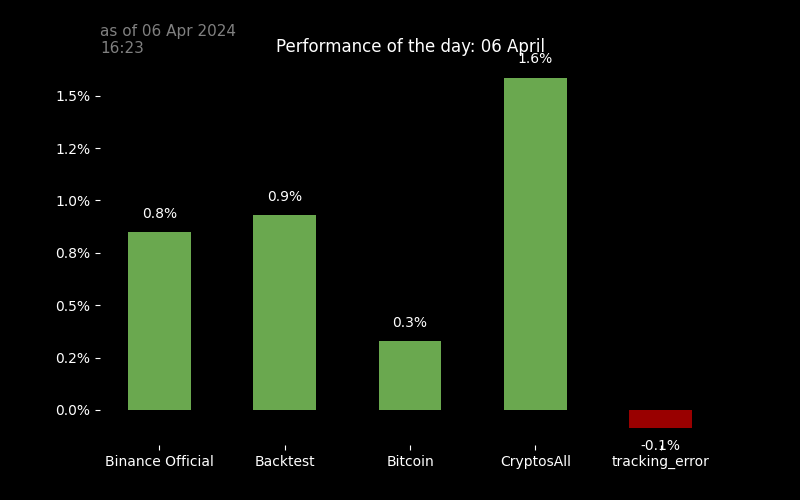 as of 06 Apr 2024
16:23
Performance of the day: 06 April
1.6%
1.5%
1.2%
1.0%
0.9%
0.8%
0.8%
0.5%
0.3%
0.2%
0.0%
-0.1%
Binance Official
Backtest
Bitcoin
CryptosAll
tracking_error